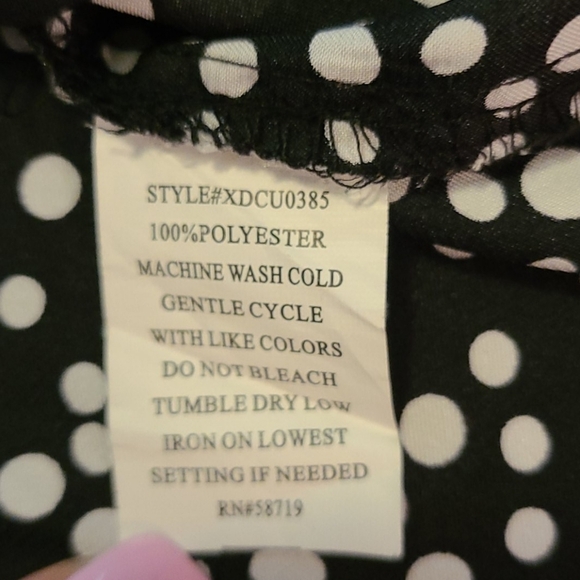 STYLE#XDCU0385
100%POLYESTER
MACHINE WASH COLD
GENTLE CYCLE
WITH LIKE COLORS
DO NOT BLEACH
TUMBLE DRY LOW
IRON ON LOWEST
SETTING IF NEEDED
RN#58719